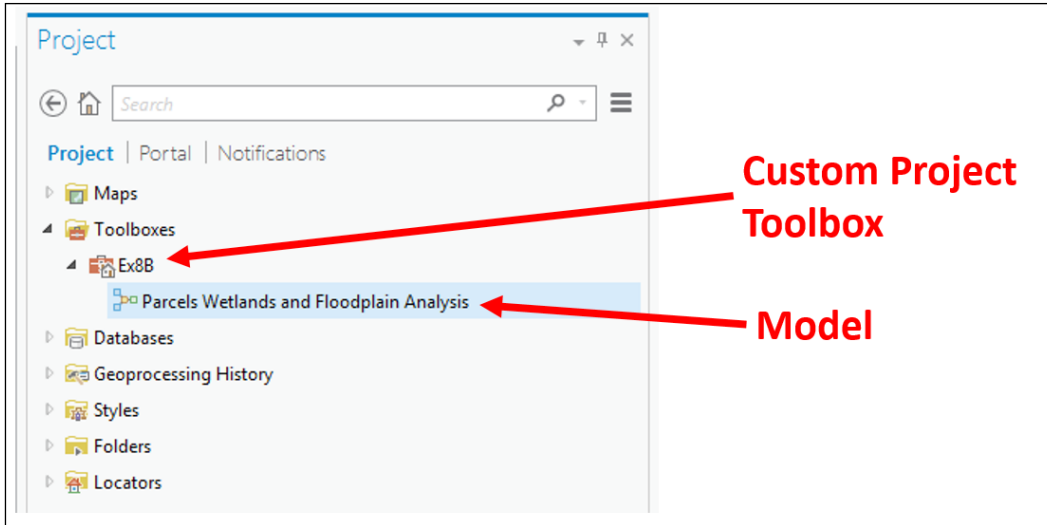 Project
Search
Project | Portal | Notifications
Maps
Toolboxes
Ex8B
Parcels Wetlands and Floodplain Analysis
Databases
Geoprocessing History
Styles
Folders
Locators
Custom Project
Toolbox
Model